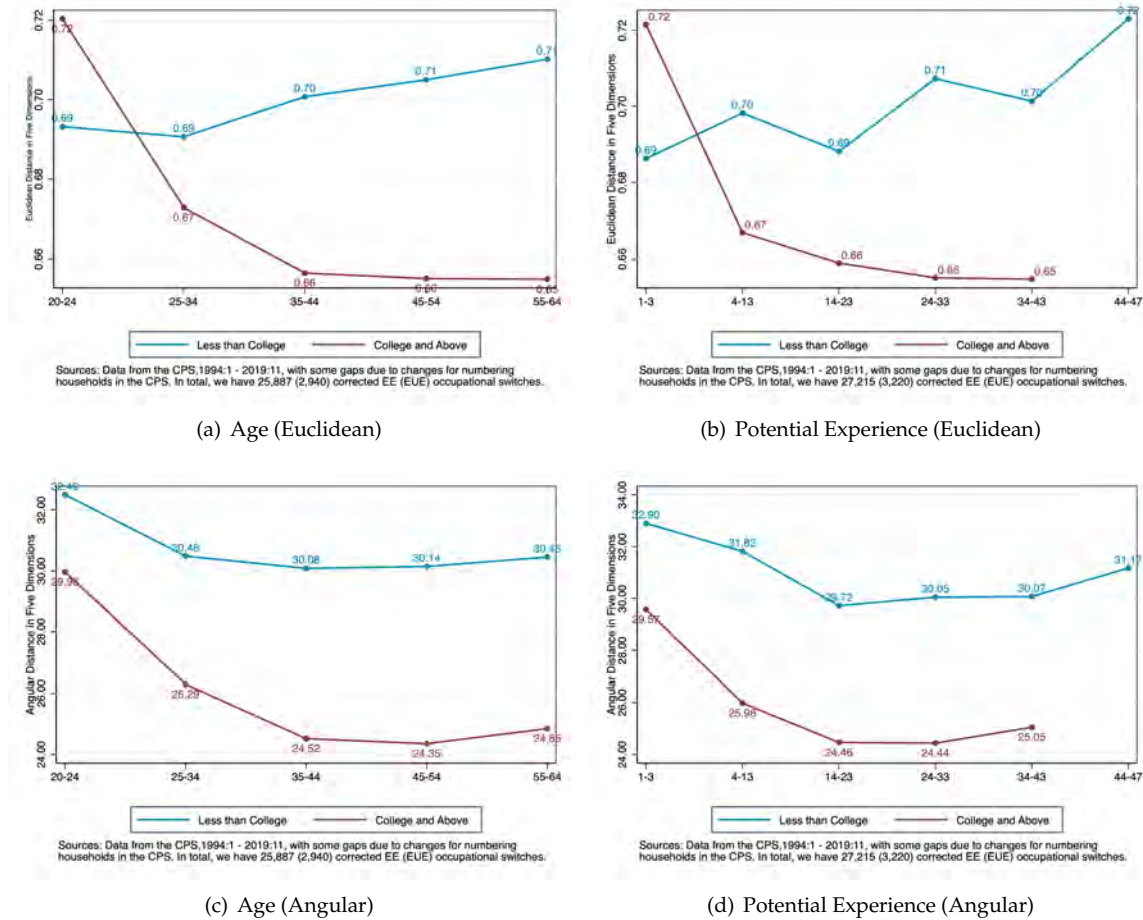 Euclidean Distance in Five Dimensions
0.72
0.70
0.68
0.66
0.72
0.69
0.69
0.67
0.70
0.66
0.71
0.71
20-24 25-34 35-44 45-54 55-64
Less than College College and Above
Sources: Data from the CPS,1994:1 - 2019:11, with some gaps due to changes for numbering
households in the CPS. In total, we have 25,887 (2,940) corrected EE (EUE) occupational switches.
(a) Age (Euclidean)
Euclidean Distance in Five Dimensions
0.72
0.70
0.68
0.66
0.72
0.69
0.70
0.67
0.69
0.66
0.71
0.70
0.65
0.72
1-3 4-13 14-23 24-33 34-43 44-47
Less than College College and Above
Sources: Data from the CPS,1994:1 - 2019:11, with some gaps due to changes for numbering
households in the CPS. In total, we have 27,215 (3,220) corrected EE (EUE) occupational switches.
(b) Potential Experience (Euclidean)
Angular Distance in Five Dimensions
32.00
30.00
28.00
26.00
24.00
30.48
26.29
30.08
24.52
30.14
24.35
30.45
20-24 25-34 35-44 45-54 55-64
Less than College College and Above
Sources: Data from the CPS,1994:1 - 2019:11, with some gaps due to changes for numbering
households in the CPS. In total, we have 25,887 (2,940) corrected EE (EUE) occupational switches.
(c) Age (Angular)
Angular Distance in Five Dimensions
34.00
32.00
30.00
28.00
26.00
24.00
32.90
29.57
31.82
25.98
29.72
24.46
30.05
24.44
30.07
25.05
31.17
1-3 4-13 14-23 24-33 34-43 44-47
Less than College College and Above
Sources: Data from the CPS,1994:1 - 2019:11, with some gaps due to changes for numbering
households in the CPS. In total, we have 27,215 (3,220) corrected EE (EUE) occupational switches.
(d) Potential Experience (Angular)